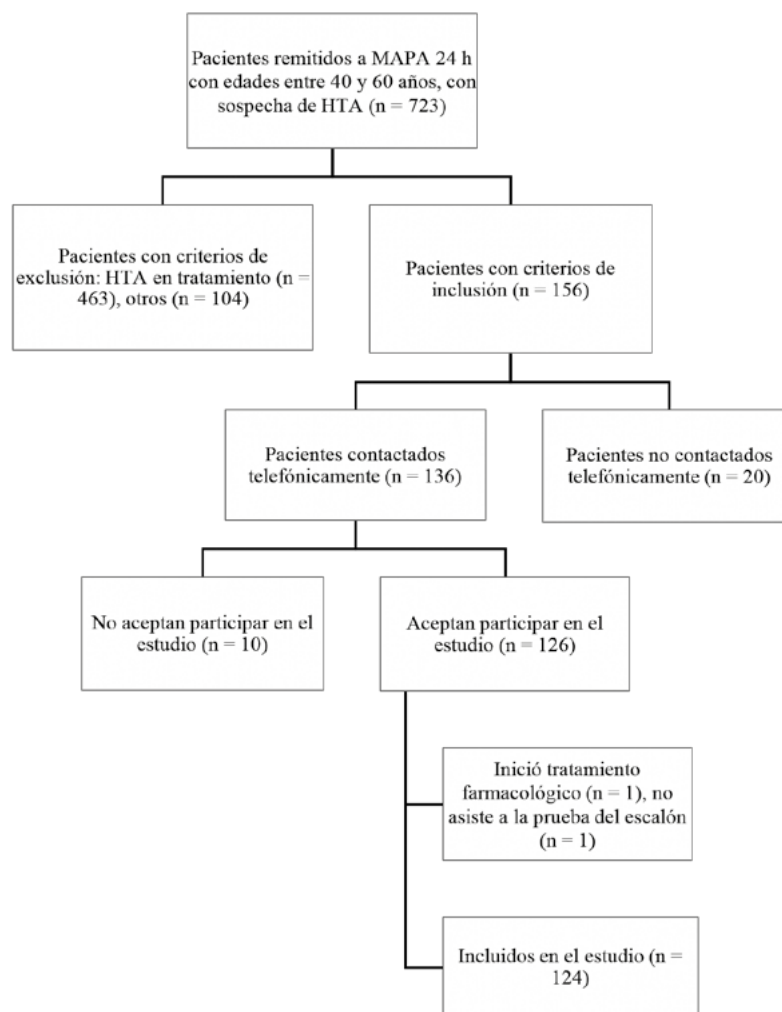 Pacientes remitidos a MAPA 24 h
con edades entre 40 y 60 años, con
sospecha de HTA (n = 723)
Pacientes con criterios de
exclusión: HTA en tratamiento (n =
463), otros (n = 104)
Pacientes con criterios de
inclusión (n = 156)
Pacientes contactados
telefónicamente (n = 136)
Pacientes no contactados
telefónicamente (n = 20)
No aceptan participar en el
estudio (n = 10)
Aceptan participar en el
estudio (n = 126)
Inició tratamiento
farmacológico (n = 1), no
asiste a la prueba del escalón
(n = 1)
Incluidos en el estudio (n =
124)